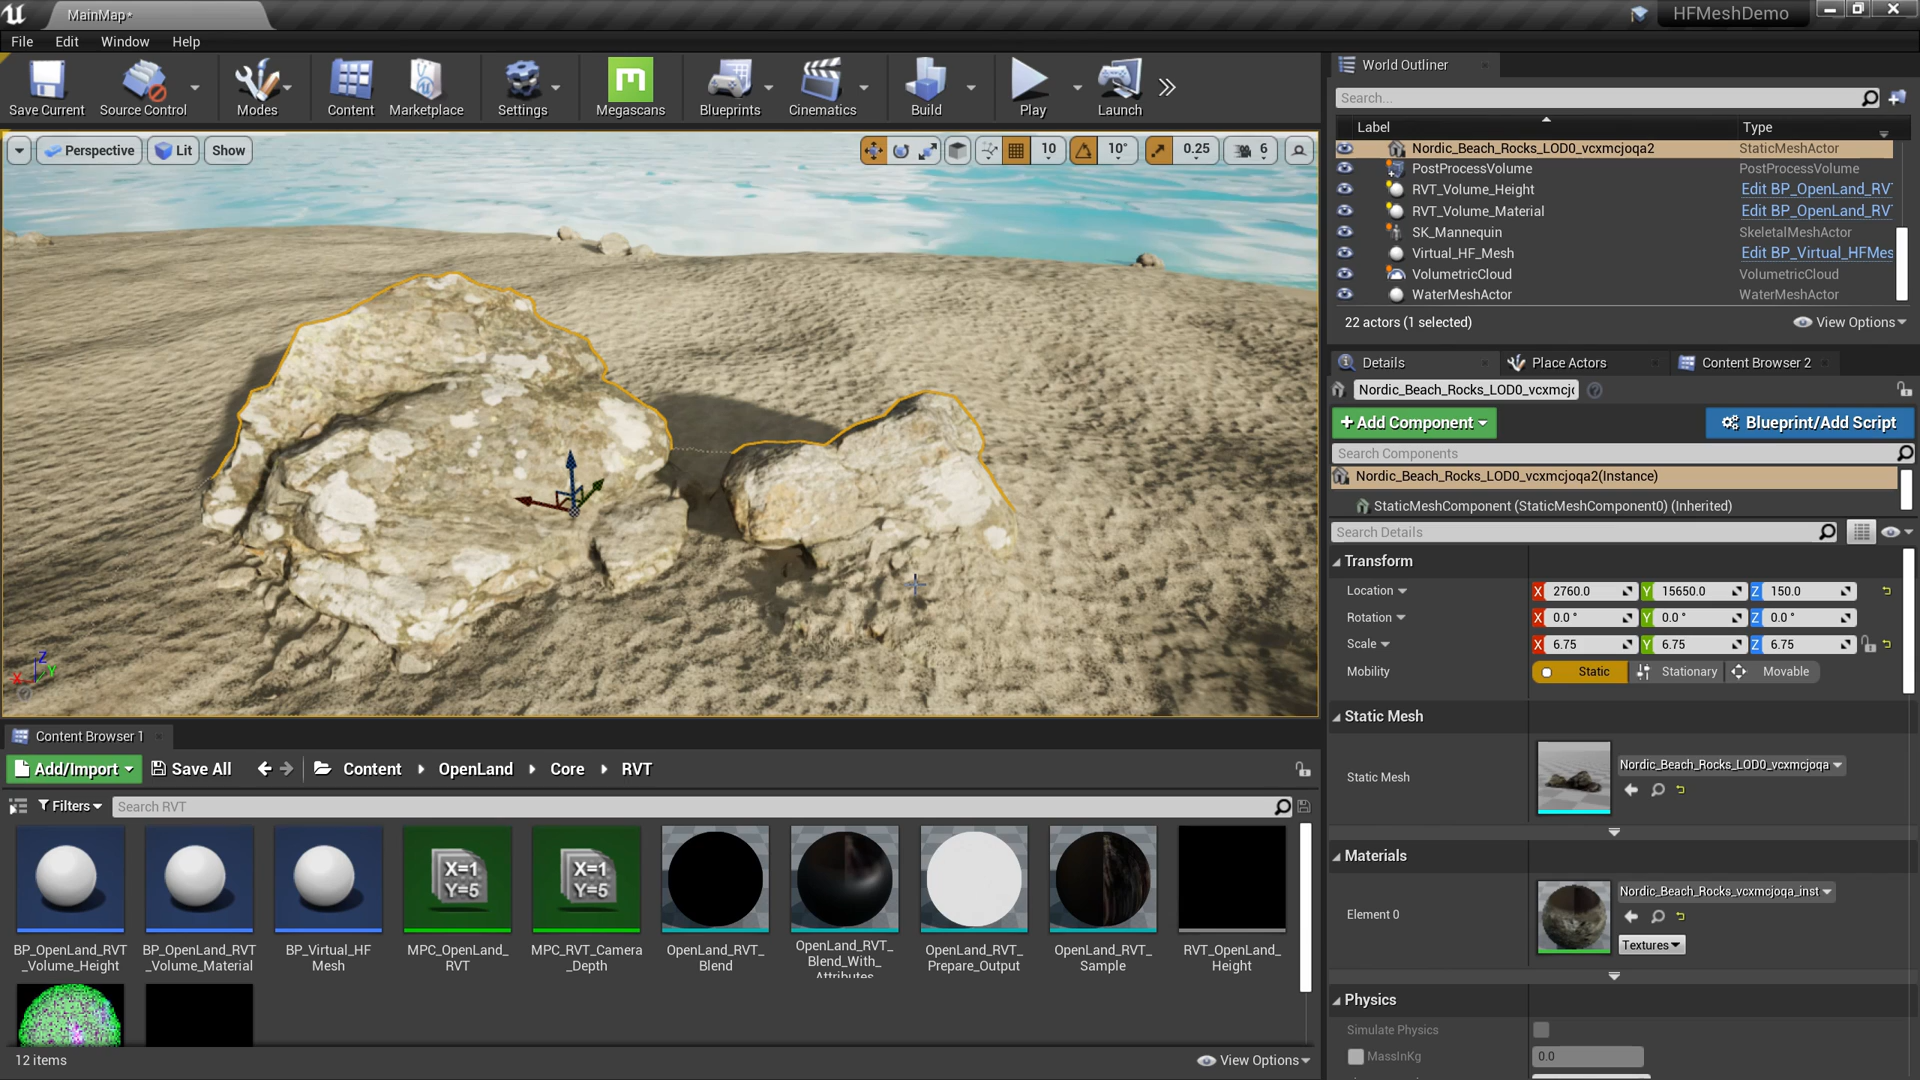 MainMap*
HFMeshDemo
File Edit Window Help
Save Current
Source Control
Modes
Content
Marketplace
Settings
Megascans
Blueprints
Cinematics
Build
Play
Launch
Perspective
Lit
Show
10
10°
0.25
6
World Outliner
Search...
Label Type
Nordic_Beach_Rocks_LOD0_vcxmcjoqa2 StaticMeshActor
PostProcessVolume PostProcessVolume
RVT_Volume_Height Edit BP_OpenLand_RV
RVT_Volume_Material Edit BP_OpenLand_RV
SK_Mannequin SkeletalMeshActor
Virtual_HF_Mesh Edit BP_Virtual_HFMes
VolumetricCloud VolumetricCloud
WaterMeshActor WaterMeshActor
22 actors (1 selected) View Options
Details
Place Actors
Content Browser 2
Nordic_Beach_Rocks_LOD0_vcxmcj
+Add Component
Blueprint/Add Script
Search Components
Nordic_Beach_Rocks_LOD0_vcxmcjoqa2(Instance)
StaticMeshComponent (StaticMeshComponent0) (Inherited)
Search Details
Transform
Location X 2760.0 Y 15650.0 Z 150.0
Rotation X 0.0 ° Y 0.0 ° Z 0.0 °
Scale X 6.75 Y 6.75 Z 6.75
Mobility Static Stationary Movable
Static Mesh
Static Mesh Nordic_Beach_Rocks_LOD0_vcxmcjoqa
Materials
Element 0 Nordic_Beach_Rocks_vcxmcjoqa_inst
Textures
Physics
Simulate Physics
MassInKg 0.0
Z
Y
X
Content Browser 1
Add/Import Save All Content OpenLand Core RVT
Filters Search RVT
X=1
Y=5
X=1
Y=5
BP_OpenLand_RVT
_Volume_Height
BP_OpenLand_RVT
_Volume_Material
BP_Virtual_HF
Mesh
MPC_OpenLand_
RVT
MPC_RVT_Camera
_Depth
OpenLand_RVT_
Blend
OpenLand_RVT_
Blend_With_
Attributes
OpenLand_RVT_
Prepare_Output
OpenLand_RVT_
Sample
RVT_OpenLand_
Height
12 items View Options